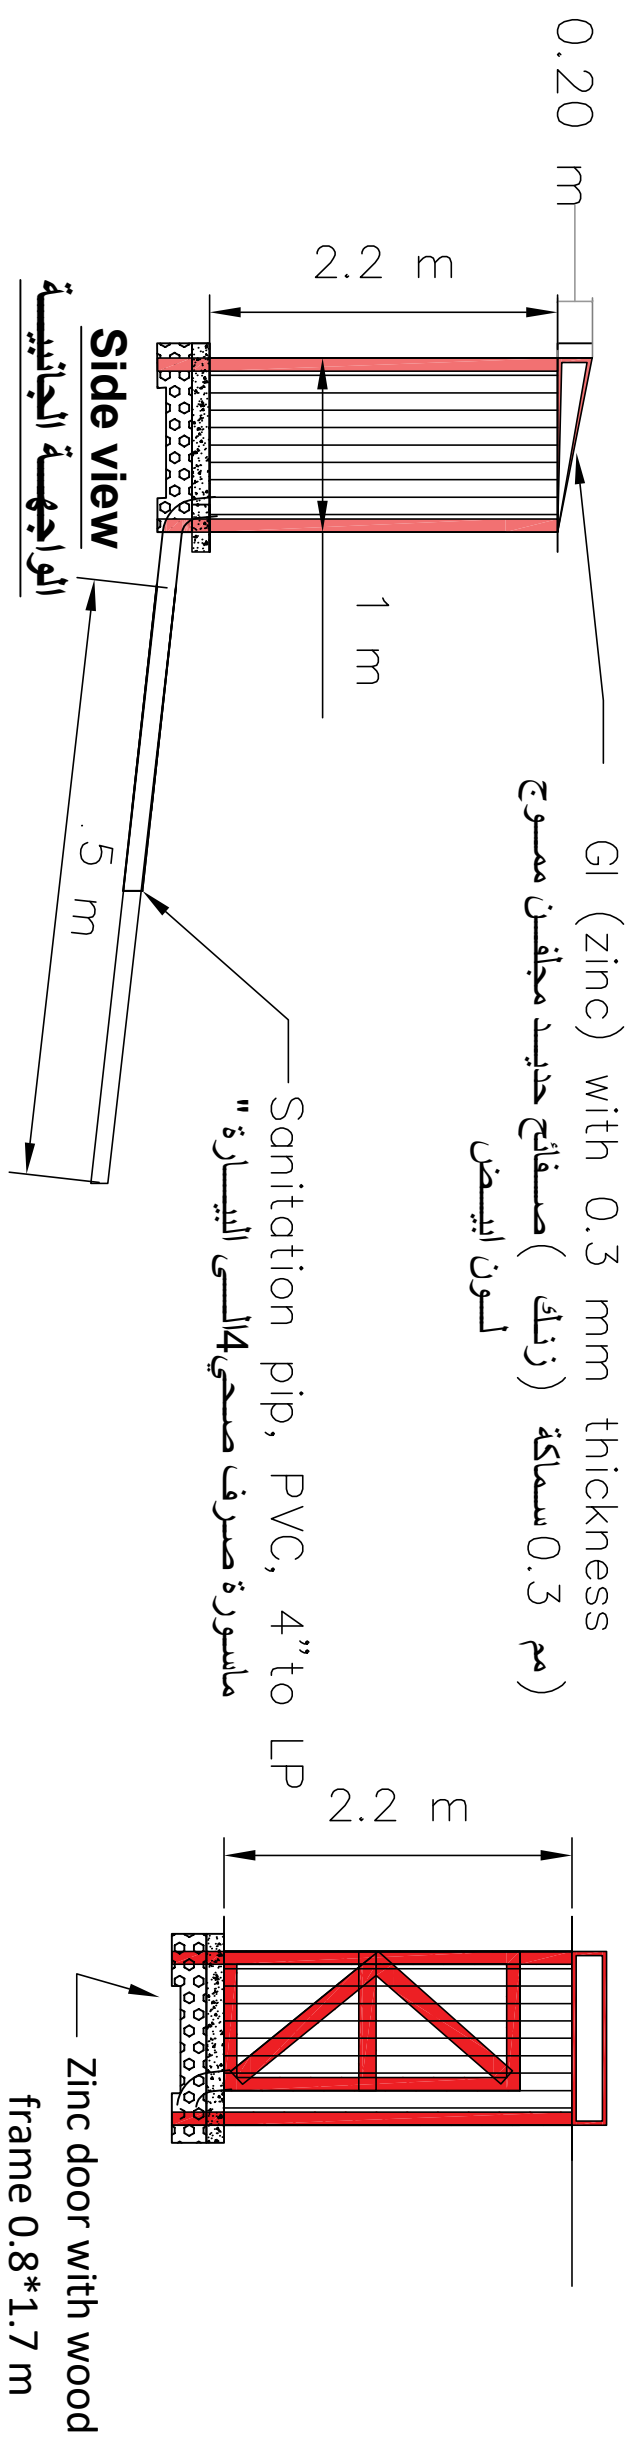 0.20 m
2.2 m
1 m
GI (zinc) with 0.3 mm thickness
صفائح حديد مجلفن مموج ( زنك ) سماكة 0.3 مم )
لون ابيض
Sanitation pip, PVC, 4” to LP
ماسورة صرف صحي 4 الى البيارة "
.5 m
Side view
الواجهة الجانبية
2.2 m
Zinc door with wood
frame 0.8*1.7 m